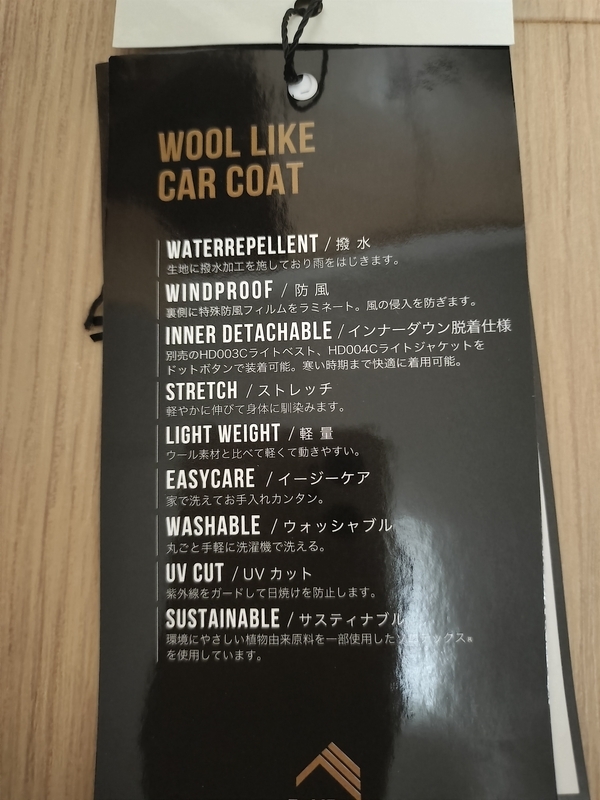 WOOL LIKE
CAR COAT
WATERREPELLENT / 撥 水
生地に撥水加工を施しており雨をはじきます。
WINDPROOF / 防 風
裏側に特殊防風フィルムをラミネート。風の侵入を防ぎます。
INNER DETACHABLE / インナーダウン脱着仕様
別売のHD003Cライトベスト、HD004Cライトジャケットを
ドットボタンで装着可能。寒い時期まで快適に着用可能。
STRETCH / ストレッチ
軽やかに伸びて身体に馴染みます。
LIGHT WEIGHT / 軽 量
ウール素材と比べて軽くて動きやすい。
EASYCARE / イージーケア
家で洗えてお手入れカンタン。
WASHABLE / ウォッシャブル
丸ごと手軽に洗濯機で洗える。
UV CUT / UV カット
紫外線をガードして日焼けを防止します。
SUSTAINABLE / サスティナブル
環境にやさしい植物由来原料を一部使用した
を使用しています。